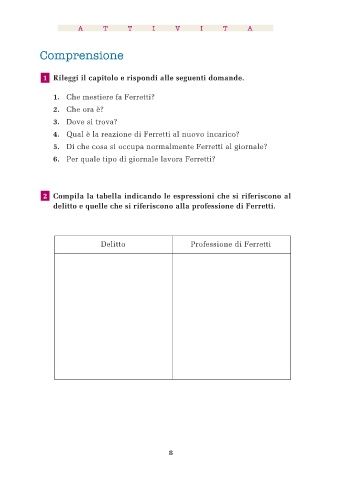 A T T I V I T A
Comprensione
1 Rileggi il capitolo e rispondi alle seguenti domande.
1. Che mestiere fa Ferretti?
2. Che ora è?
3. Dove si trova?
4. Qual è la reazione di Ferretti al nuovo incarico?
5. Di che cosa si occupa normalmente Ferretti al giornale?
6. Per quale tipo di giornale lavora Ferretti?
2 Compila la tabella indicando le espressioni che si riferiscono al
delitto e quelle che si riferiscono alla professione di Ferretti.
Delitto Professione di Ferretti
8